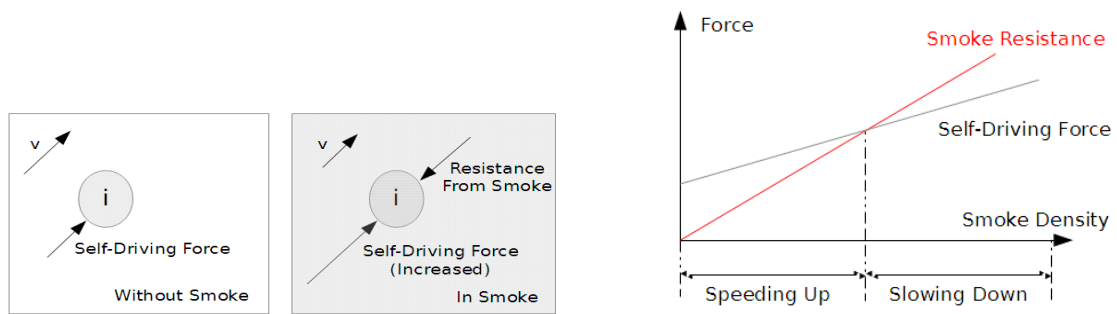 v
i
Self-Driving Force
Without Smoke
v
Resistance
From Smoke
i
Self-Driving Force
(Increased)
In Smoke
Force
Smoke Resistance
Self-Driving Force
Smoke Density
Speeding Up
Slowing Down